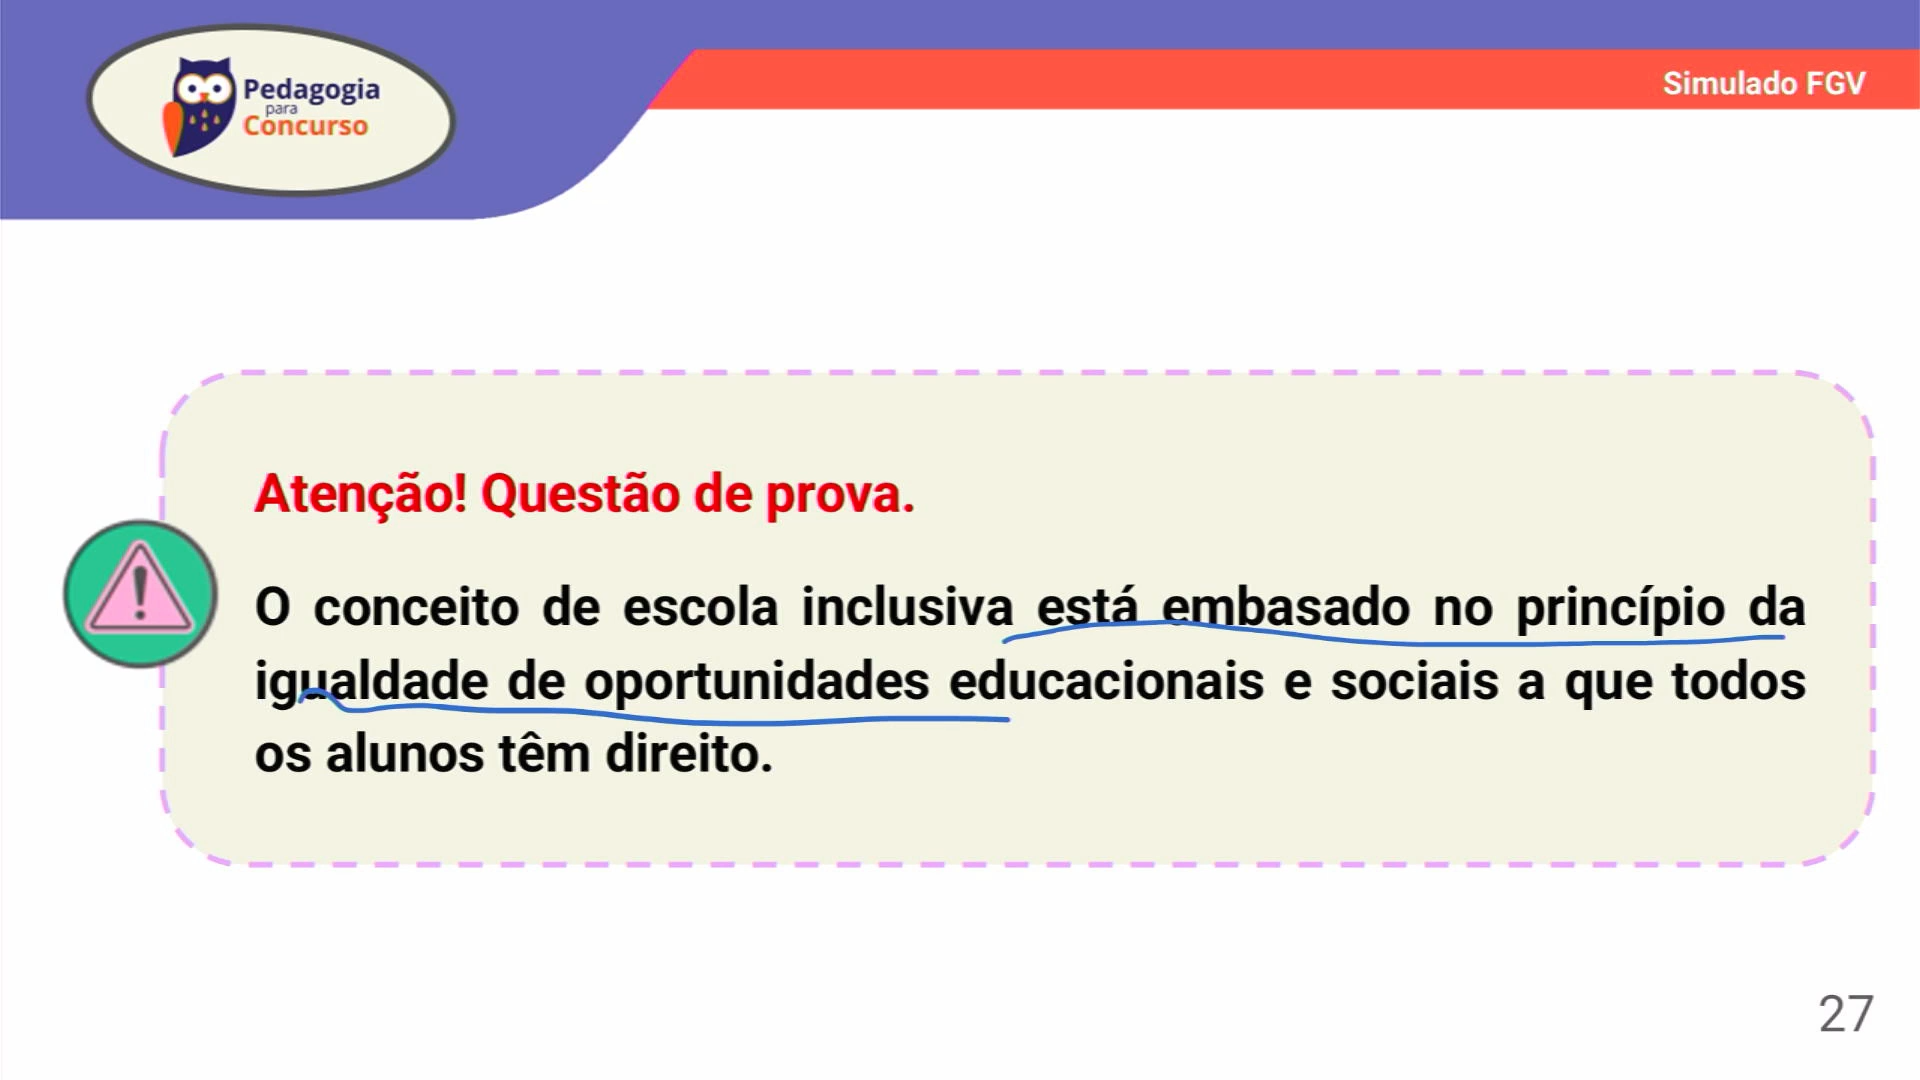 Pedagogia
para
Concurso
Simulado FGV
Atenção! Questão de prova.
O conceito de escola inclusiva está embasado no princípio da
igualdade de oportunidades educacionais e sociais a que todos
os alunos têm direito.
27